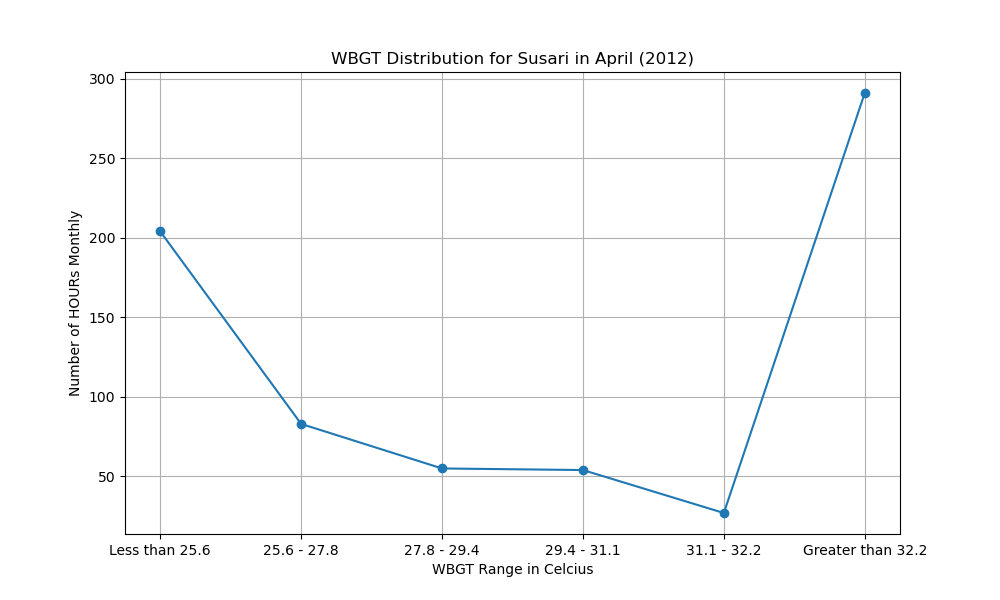 WBGT Distribution for Susari in April (2012)
Number of HOURs Monthly
300
250
200
150
100
50
Less than 25.6 25.6 - 27.8 27.8 - 29.4 29.4 - 31.1 31.1 - 32.2 Greater than 32.2
WBGT Range in Celcius